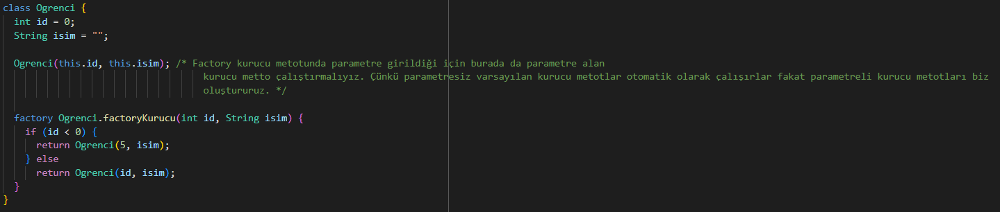 class Ogrenci {
int id = 0;
String isim = "";
Ogrenci(this.id, this.isim); /* Factory kurucu metotunda parametre girildiği için burada da parametre alan
kurucu metto çalıştırmalıyız. Çünkü parametresiz varsayılan kurucu metotlar otomatik olarak çalışırlar fakat parametreli kurucu metotları biz
oluştururuz. */
factory Ogrenci.factoryKurucu(int id, String isim) {
if (id < 0) {
return Ogrenci(5, isim);
} else
return Ogrenci(id, isim);
}
}